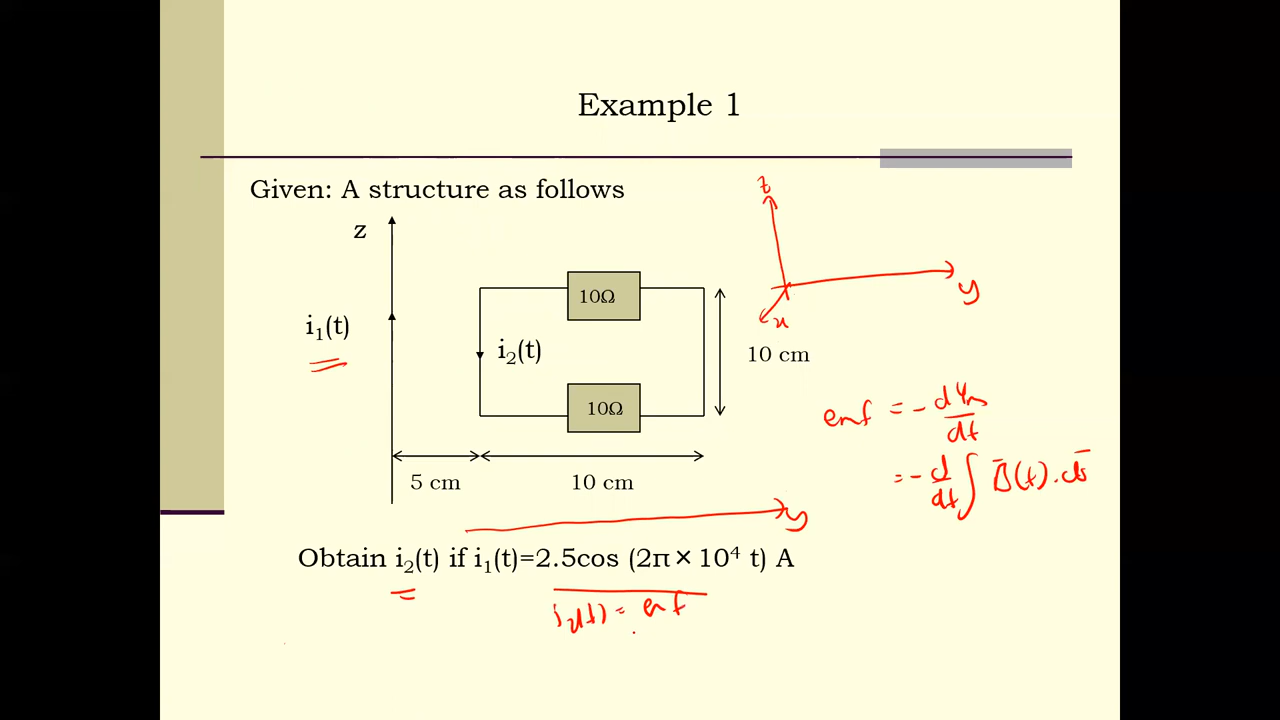 Example 1
Given: A structure as follows
z
z
10Ω
y
i₁(t)
x
i₂(t)
10 cm
10Ω
emf = - dψm/dt
= - d/dt ∫ B̄(t) . ds̄
5 cm
10 cm
y
Obtain i₂(t) if i₁(t)=2.5cos (2π × 10⁴ t) A
i₂(t) = emf